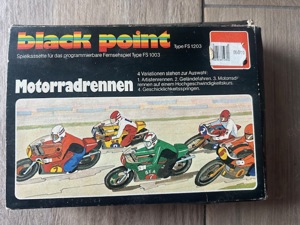 black point
Type FS 1203
Spielkassette für das programmierbare Fernsehspiel Type FS 1003
4 Variationen stehen zur Auswahl:
Motorradrennen
1. Artistenrennen. 2. Geländefahren. 3. Motorrad-
rennen auf einem Hochgeschwindigkeitskurs.
4. Geschicklichkeitsspringen.